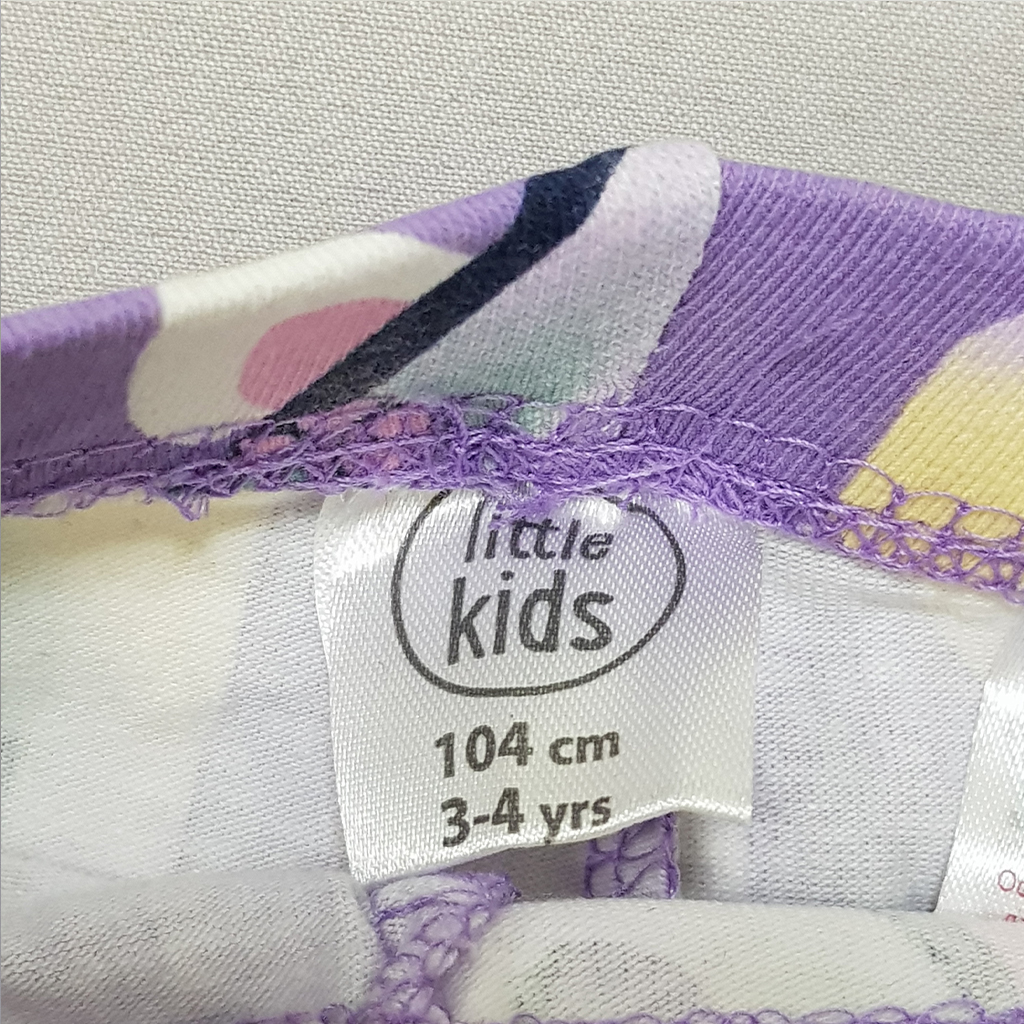 little
kids
104 cm
3-4 yrs